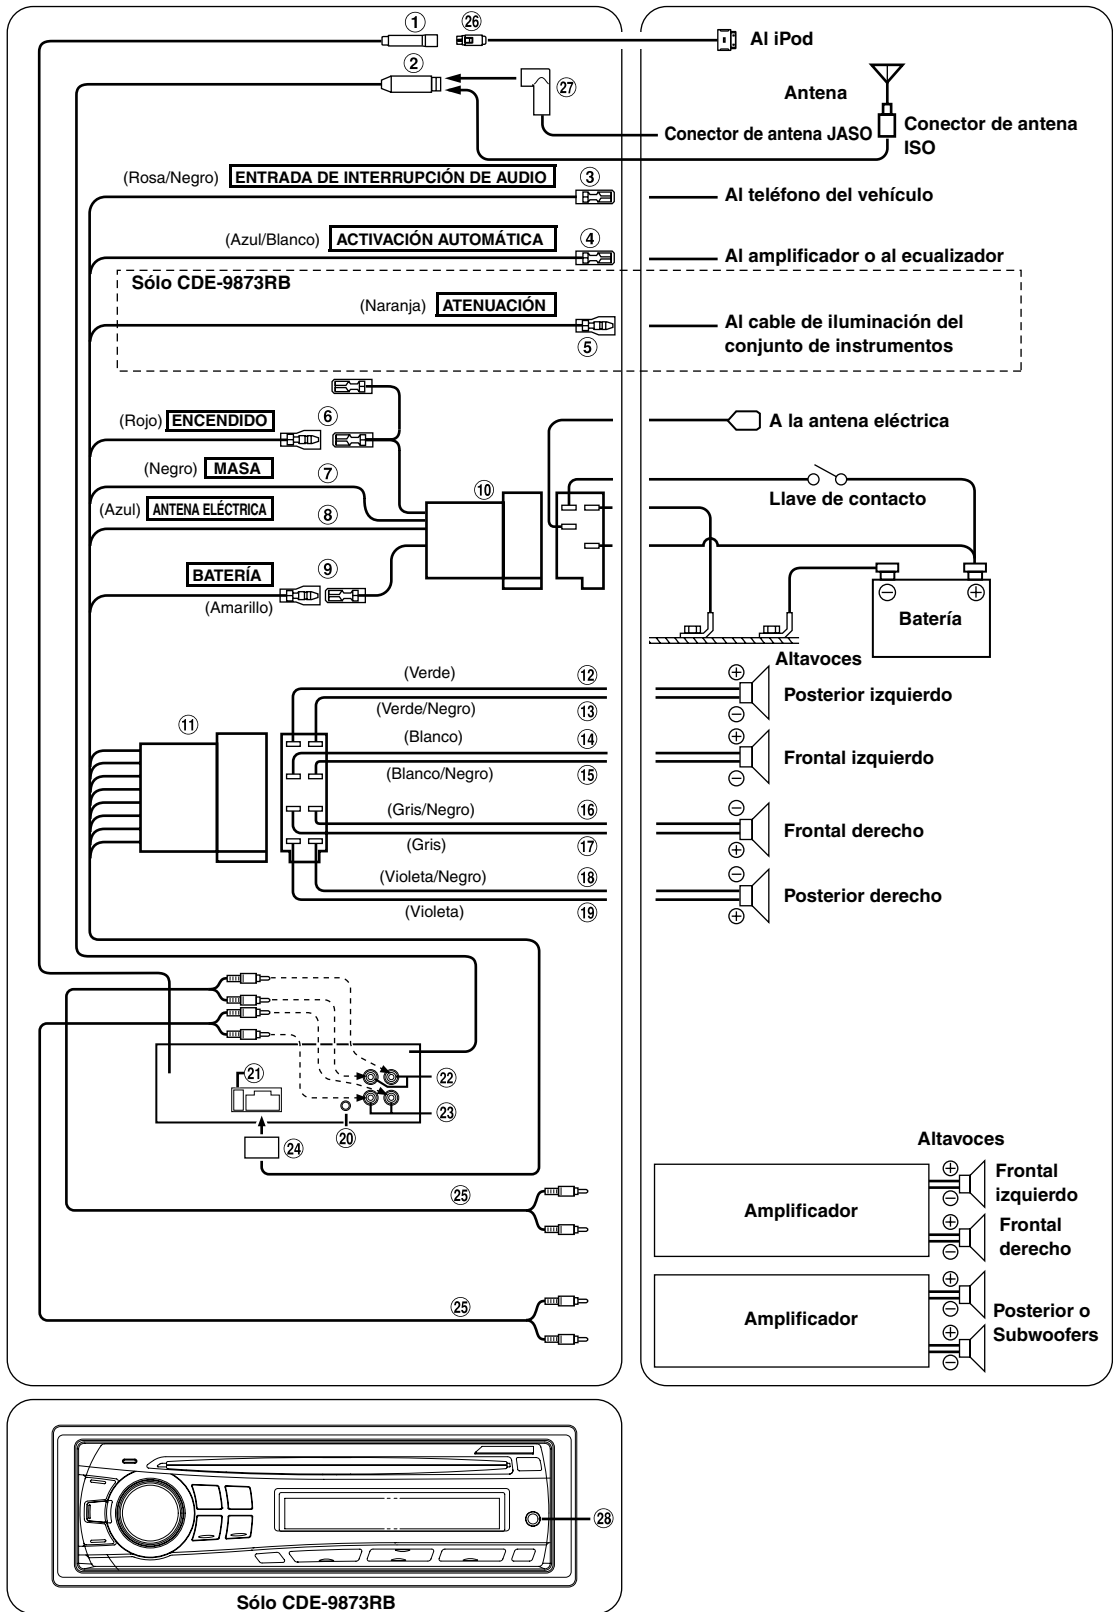 ① ㉖
Al iPod
②
㉗
Antena
Conector de antena JASO
Conector de antena
ISO
(Rosa/Negro) ENTRADA DE INTERRUPCIÓN DE AUDIO ③
Al teléfono del vehículo
(Azul/Blanco) ACTIVACIÓN AUTOMÁTICA ④
Al amplificador o al ecualizador
Sólo CDE-9873RB
(Naranja) ATENUACIÓN
⑤
Al cable de iluminación del
conjunto de instrumentos
(Rojo) ENCENDIDO ⑥
A la antena eléctrica
(Negro) MASA ⑦
⑩
Llave de contacto
(Azul) ANTENA ELÉCTRICA ⑧
BATERÍA ⑨
(Amarillo)
⊖ ⊕
Batería
Altavoces
(Verde) ⑫
⊕
Posterior izquierdo
(Verde/Negro) ⑬
⊖
⑪
(Blanco) ⑭
⊕
Frontal izquierdo
(Blanco/Negro) ⑮
⊖
(Gris/Negro) ⑯
⊖
Frontal derecho
(Gris) ⑰
⊕
(Violeta/Negro) ⑱
⊖
Posterior derecho
(Violeta) ⑲
⊕
㉑
㉒
㉓
⑳
㉔
㉕
㉕
Altavoces
Amplificador
⊕
⊖
Frontal
izquierdo
⊕
⊖
Frontal
derecho
Amplificador
⊕
⊖
⊕
⊖
Posterior o
Subwoofers
㉘
Sólo CDE-9873RB